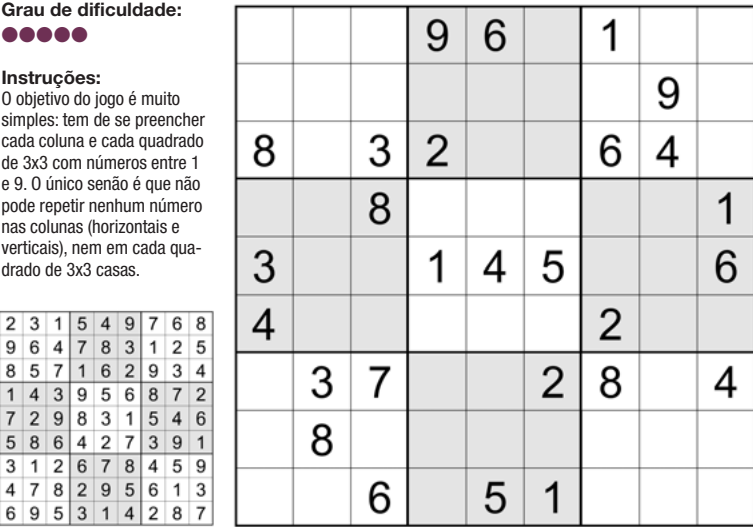 Grau de dificuldade:
Instruções:
O objetivo do jogo é muito
simples: tem de se preencher
cada coluna e cada quadrado
de 3x3 com números entre 1
e 9. O único senão é que não
pode repetir nenhum número
nas colunas (horizontais e
verticais), nem em cada qua-
drado de 3x3 casas.
2 3 1 5 4 9 7 6 8
9 6 4 7 8 3 1 2 5
8 5 7 1 6 2 9 3 4
1 4 3 9 5 6 8 7 2
7 2 9 8 3 1 5 4 6
5 8 6 4 2 7 3 9 1
3 1 2 6 7 8 4 5 9
4 7 8 2 9 5 6 1 3
6 9 5 3 1 4 2 8 7
9 6 1
9
8 3 2 6 4
8 1
3 1 4 5 6
4 2
3 7 2 8 4
8
6 5 1